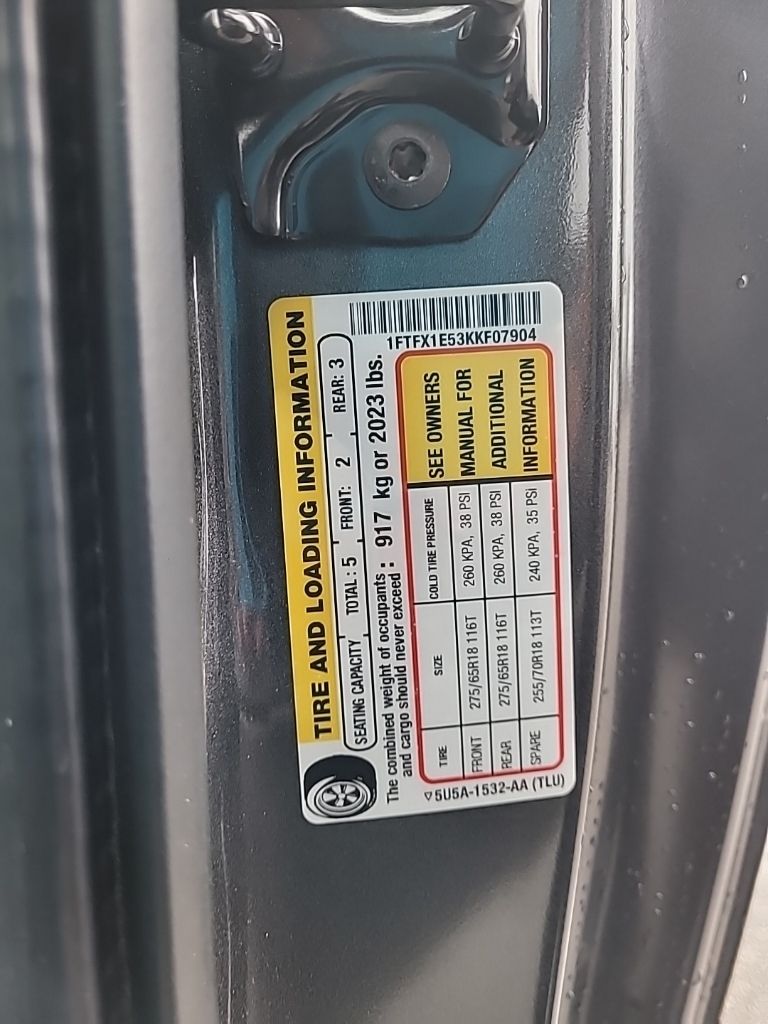 TIRE AND LOADING INFORMATION
SEATING CAPACITY TOTAL : 5 FRONT: 2 REAR: 3
The combined weight of occupants and cargo should never exceed : 917 kg or 2023 lbs.
1FTFX1E53KKF07904
TIRE SIZE COLD TIRE PRESSURE
FRONT 275/65R18 116T 260 KPA, 38 PSI
REAR 275/65R18 116T 260 KPA, 38 PSI
SPARE 255/70R18 113T 240 KPA, 35 PSI
SEE OWNERS
MANUAL FOR
ADDITIONAL
INFORMATION
5U5A-1532-AA (TLU)